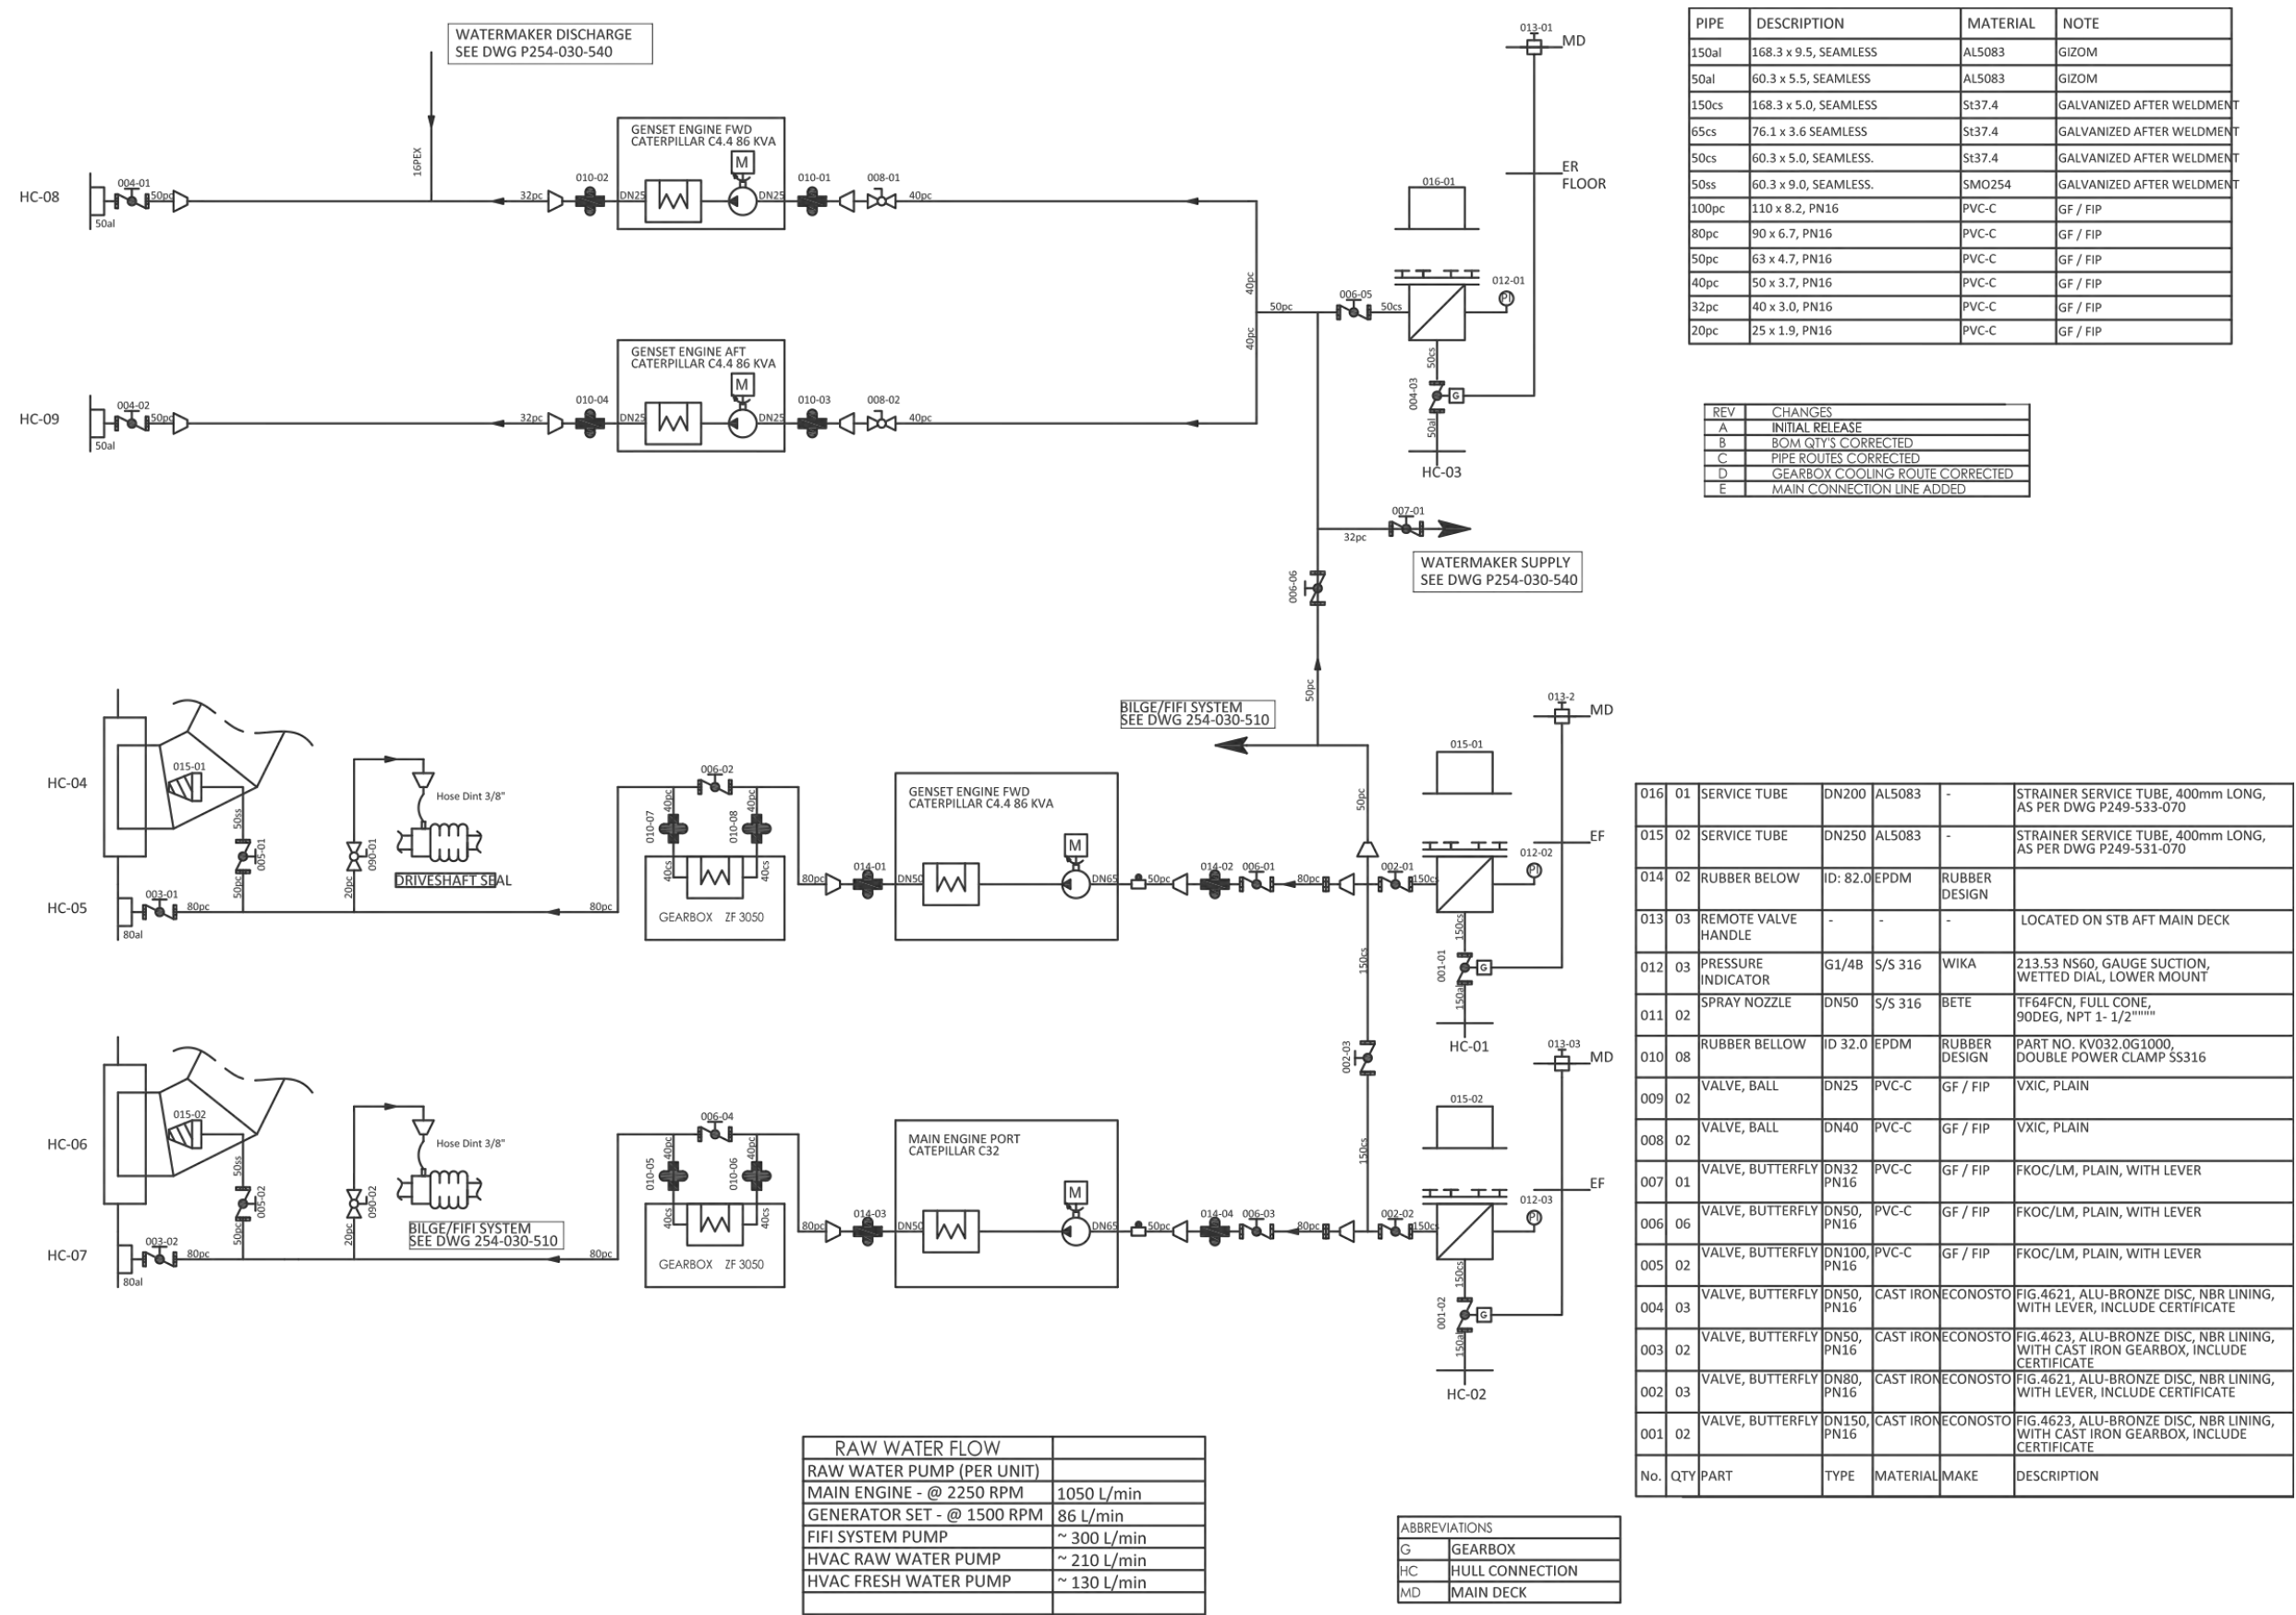 WATERMAKER DISCHARGE
SEE DWG P254-030-540
16PEX
HC-08
50al
004-01
50pc
32pc
010-02
GENSET ENGINE FWD
CATERPILLAR C4.4 86 KVA
M
DN25
DN25
010-01
008-01
40pc
HC-09
50al
004-02
50pc
32pc
010-04
GENSET ENGINE AFT
CATERPILLAR C4.4 86 KVA
M
DN25
DN25
010-03
008-02
40pc
40pc
40pc
50pc
006-05
50cs
016-01
012-01
PI
013-01
MD
ER
FLOOR
50cs
004-03
G
50al
HC-03
007-01
32pc
WATERMAKER SUPPLY
SEE DWG P254-030-540
006-06
50pc
BILGE/FIFI SYSTEM
SEE DWG 254-030-510
HC-04
015-01
50ss
005-01
50pc
HC-05
003-01
80al
80pc
090-01
20pc
Hose Dint 3/8"
DRIVESHAFT SEAL
80pc
006-02
40pc
40pc
010-07
010-08
40cs
40cs
GEARBOX ZF 3050
80pc
014-01
GENSET ENGINE FWD
CATERPILLAR C4.4 86 KVA
M
DN50
DN65
50pc
014-02
006-01
80pc
50pc
002-01
150cs
015-01
012-02
PI
013-2
MD
EF
150cs
001-01
G
150al
HC-01
150cs
002-03
150cs
HC-06
015-02
50ss
005-02
50pc
HC-07
003-02
80al
80pc
090-02
20pc
Hose Dint 3/8"
BILGE/FIFI SYSTEM
SEE DWG 254-030-510
80pc
006-04
40pc
40pc
010-05
010-06
40cs
40cs
GEARBOX ZF 3050
80pc
014-03
MAIN ENGINE PORT
CATEPILLAR C32
M
DN50
DN65
50pc
014-04
006-03
80pc
002-02
150cs
015-02
012-03
PI
013-03
MD
EF
150cs
001-02
G
150al
HC-02
PIPE DESCRIPTION MATERIAL NOTE
150al 168.3 x 9.5, SEAMLESS AL5083 GIZOM
50al 60.3 x 5.5, SEAMLESS AL5083 GIZOM
150cs 168.3 x 5.0, SEAMLESS St37.4 GALVANIZED AFTER WELDMENT
65cs 76.1 x 3.6 SEAMLESS St37.4 GALVANIZED AFTER WELDMENT
50cs 60.3 x 5.0, SEAMLESS. St37.4 GALVANIZED AFTER WELDMENT
50ss 60.3 x 9.0, SEAMLESS. SMO254 GALVANIZED AFTER WELDMENT
100pc 110 x 8.2, PN16 PVC-C GF / FIP
80pc 90 x 6.7, PN16 PVC-C GF / FIP
50pc 63 x 4.7, PN16 PVC-C GF / FIP
40pc 50 x 3.7, PN16 PVC-C GF / FIP
32pc 40 x 3.0, PN16 PVC-C GF / FIP
20pc 25 x 1.9, PN16 PVC-C GF / FIP
REV CHANGES
A INITIAL RELEASE
B BOM QTY'S CORRECTED
C PIPE ROUTES CORRECTED
D GEARBOX COOLING ROUTE CORRECTED
E MAIN CONNECTION LINE ADDED
016 01 SERVICE TUBE DN200 AL5083 - STRAINER SERVICE TUBE, 400mm LONG,
AS PER DWG P249-533-070
015 02 SERVICE TUBE DN250 AL5083 - STRAINER SERVICE TUBE, 400mm LONG,
AS PER DWG P249-531-070
014 02 RUBBER BELOW ID: 82.0 EPDM RUBBER
DESIGN
013 03 REMOTE VALVE - - - LOCATED ON STB AFT MAIN DECK
HANDLE
012 03 PRESSURE G1/4B S/S 316 WIKA 213.53 NS60, GAUGE SUCTION,
INDICATOR WETTED DIAL, LOWER MOUNT
011 02 SPRAY NOZZLE DN50 S/S 316 BETE TF64FCN, FULL CONE,
90DEG, NPT 1- 1/2""""
010 08 RUBBER BELLOW ID 32.0 EPDM RUBBER PART NO. KV032.0G1000,
DESIGN DOUBLE POWER CLAMP SS316
009 02 VALVE, BALL DN25 PVC-C GF / FIP VXIC, PLAIN
008 02 VALVE, BALL DN40 PVC-C GF / FIP VXIC, PLAIN
007 01 VALVE, BUTTERFLY DN32 PVC-C GF / FIP FKOC/LM, PLAIN, WITH LEVER
PN16
006 06 VALVE, BUTTERFLY DN50, PVC-C GF / FIP FKOC/LM, PLAIN, WITH LEVER
PN16
005 02 VALVE, BUTTERFLY DN100, PVC-C GF / FIP FKOC/LM, PLAIN, WITH LEVER
PN16
004 03 VALVE, BUTTERFLY DN50, CAST IRON ECONOSTO FIG.4621, ALU-BRONZE DISC, NBR LINING,
PN16 WITH LEVER, INCLUDE CERTIFICATE
003 02 VALVE, BUTTERFLY DN50, CAST IRON ECONOSTO FIG.4623, ALU-BRONZE DISC, NBR LINING,
PN16 WITH CAST IRON GEARBOX, INCLUDE
CERTIFICATE
002 03 VALVE, BUTTERFLY DN80, CAST IRON ECONOSTO FIG.4621, ALU-BRONZE DISC, NBR LINING,
PN16 WITH LEVER, INCLUDE CERTIFICATE
001 02 VALVE, BUTTERFLY DN150, CAST IRON ECONOSTO FIG.4623, ALU-BRONZE DISC, NBR LINING,
PN16 WITH CAST IRON GEARBOX, INCLUDE
CERTIFICATE
No. QTY PART TYPE MATERIAL MAKE DESCRIPTION
RAW WATER FLOW
RAW WATER PUMP (PER UNIT)
MAIN ENGINE - @ 2250 RPM 1050 L/min
GENERATOR SET - @ 1500 RPM 86 L/min
FIFI SYSTEM PUMP ~ 300 L/min
HVAC RAW WATER PUMP ~ 210 L/min
HVAC FRESH WATER PUMP ~ 130 L/min
ABBREVIATIONS
G GEARBOX
HC HULL CONNECTION
MD MAIN DECK